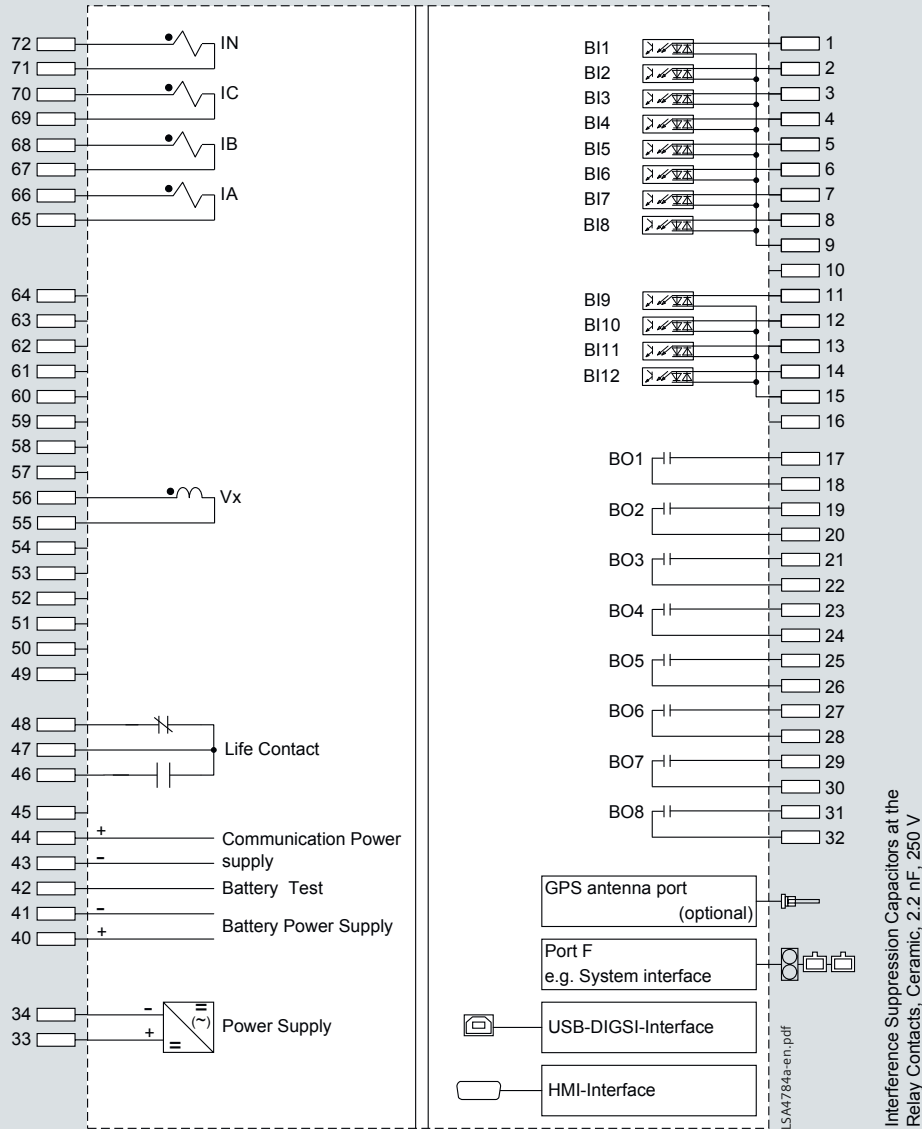 72
IN
71
70
IC
69
68
IB
67
66
IA
65
64
63
62
61
60
59
58
57
56
Vx
55
54
53
52
51
50
49
48
47
Life Contact
46
45
44
+
Communication Power
43
-
supply
42
Battery Test
41
-
Battery Power Supply
40
+
34
-
=
(~)
Power Supply
33
+
=
BI1
1
BI2
2
BI3
3
BI4
4
BI5
5
BI6
6
BI7
7
BI8
8
9
10
BI9
11
BI10
12
BI11
13
BI12
14
15
16
BO1
17
18
BO2
19
20
BO3
21
22
BO4
23
24
BO5
25
26
BO6
27
28
BO7
29
30
BO8
31
32
GPS antenna port
(optional)
Port F
e.g. System interface
USB-DIGSI-Interface
HMI-Interface
LSA4784a-en.pdf
Interference Suppression Capacitors at the
Relay Contacts, Ceramic, 2.2 nF, 250 V